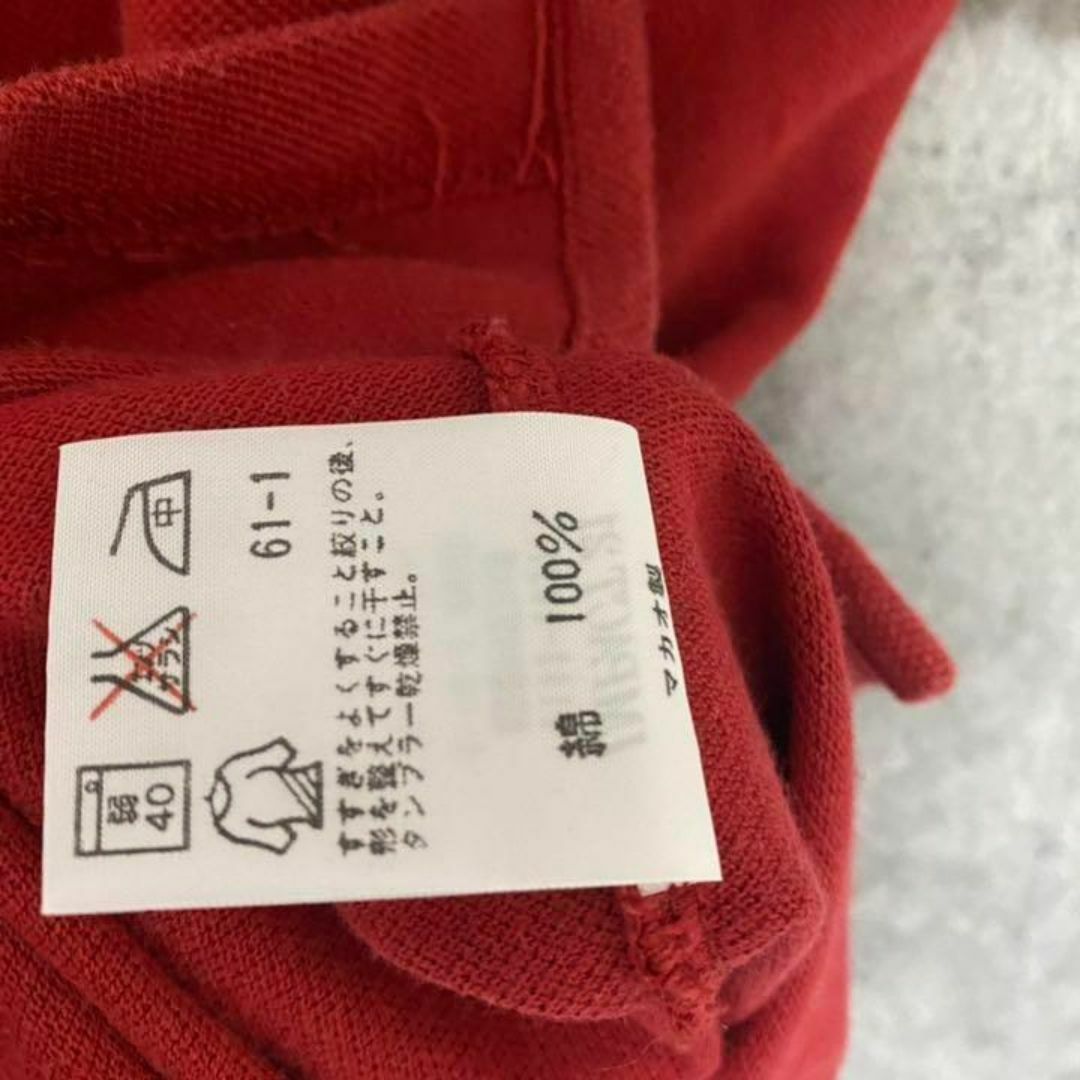 弱
40
エンソ
サラシ
中
61-1
すすぎをよくすること絞りの後、
形を整えてすぐに干すこと。
タンブラー乾燥禁止。
綿 100%
マカオ製